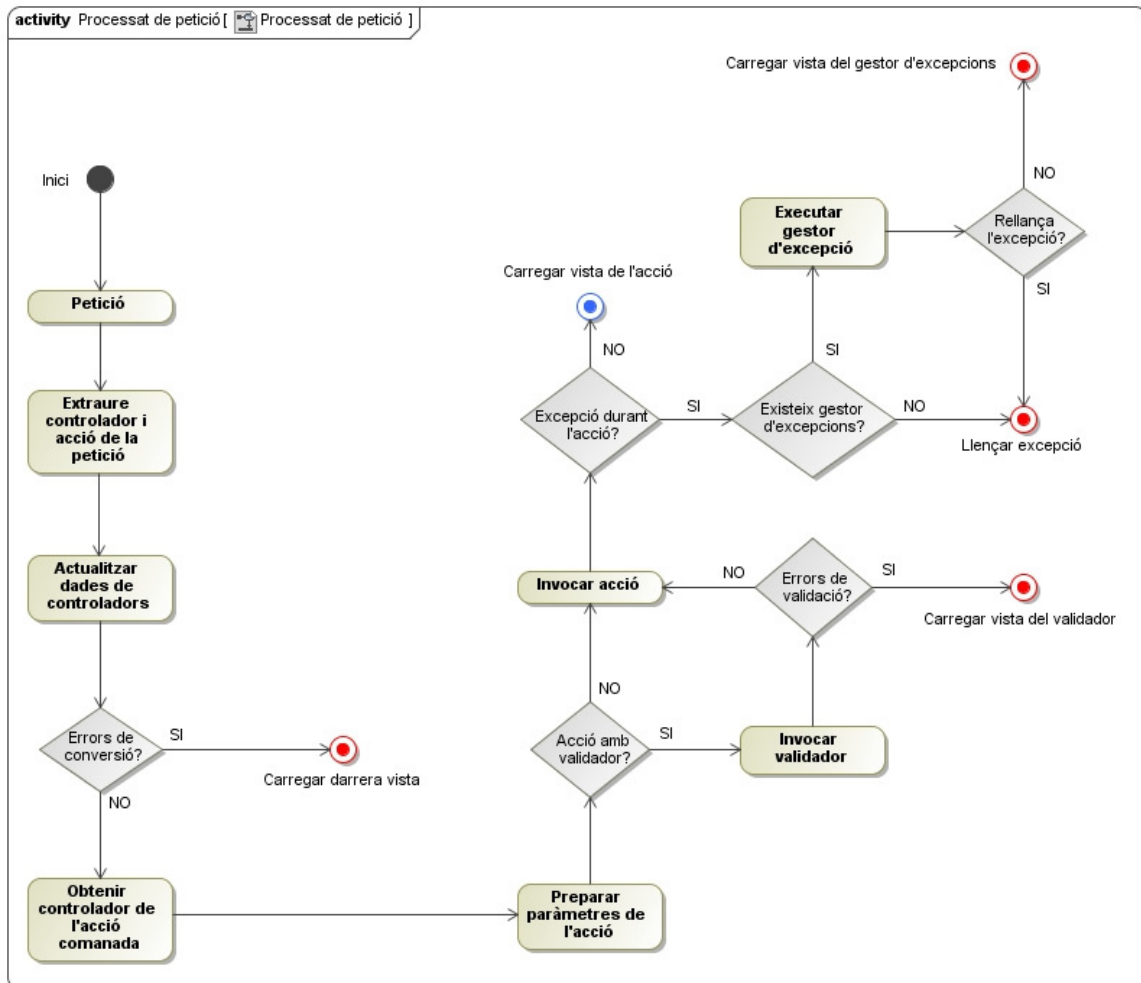 activity Processat de petició [ Processat de petició ]
Carregar vista del gestor d'excepcions
Inici
NO
Executar
gestor
d'excepció
Rellança
l'excepció?
Carregar vista de l'acció
SI
Petició
NO
SI
Extraure
controlador i
acció de la
petició
Excepció durant
l'acció?
SI
Existeix gestor
d'excepcions?
NO
Llençar excepció
Actualitzar
dades de
controladors
Invocar acció
NO
Errors de
validació?
SI
Carregar vista del validador
NO
Errors de
conversió?
SI
Carregar darrera vista
Acció amb
validador?
SI
Invocar
validador
NO
Obtenir
controlador de
l'acció
comanada
Preparar
paràmetres de
l'acció